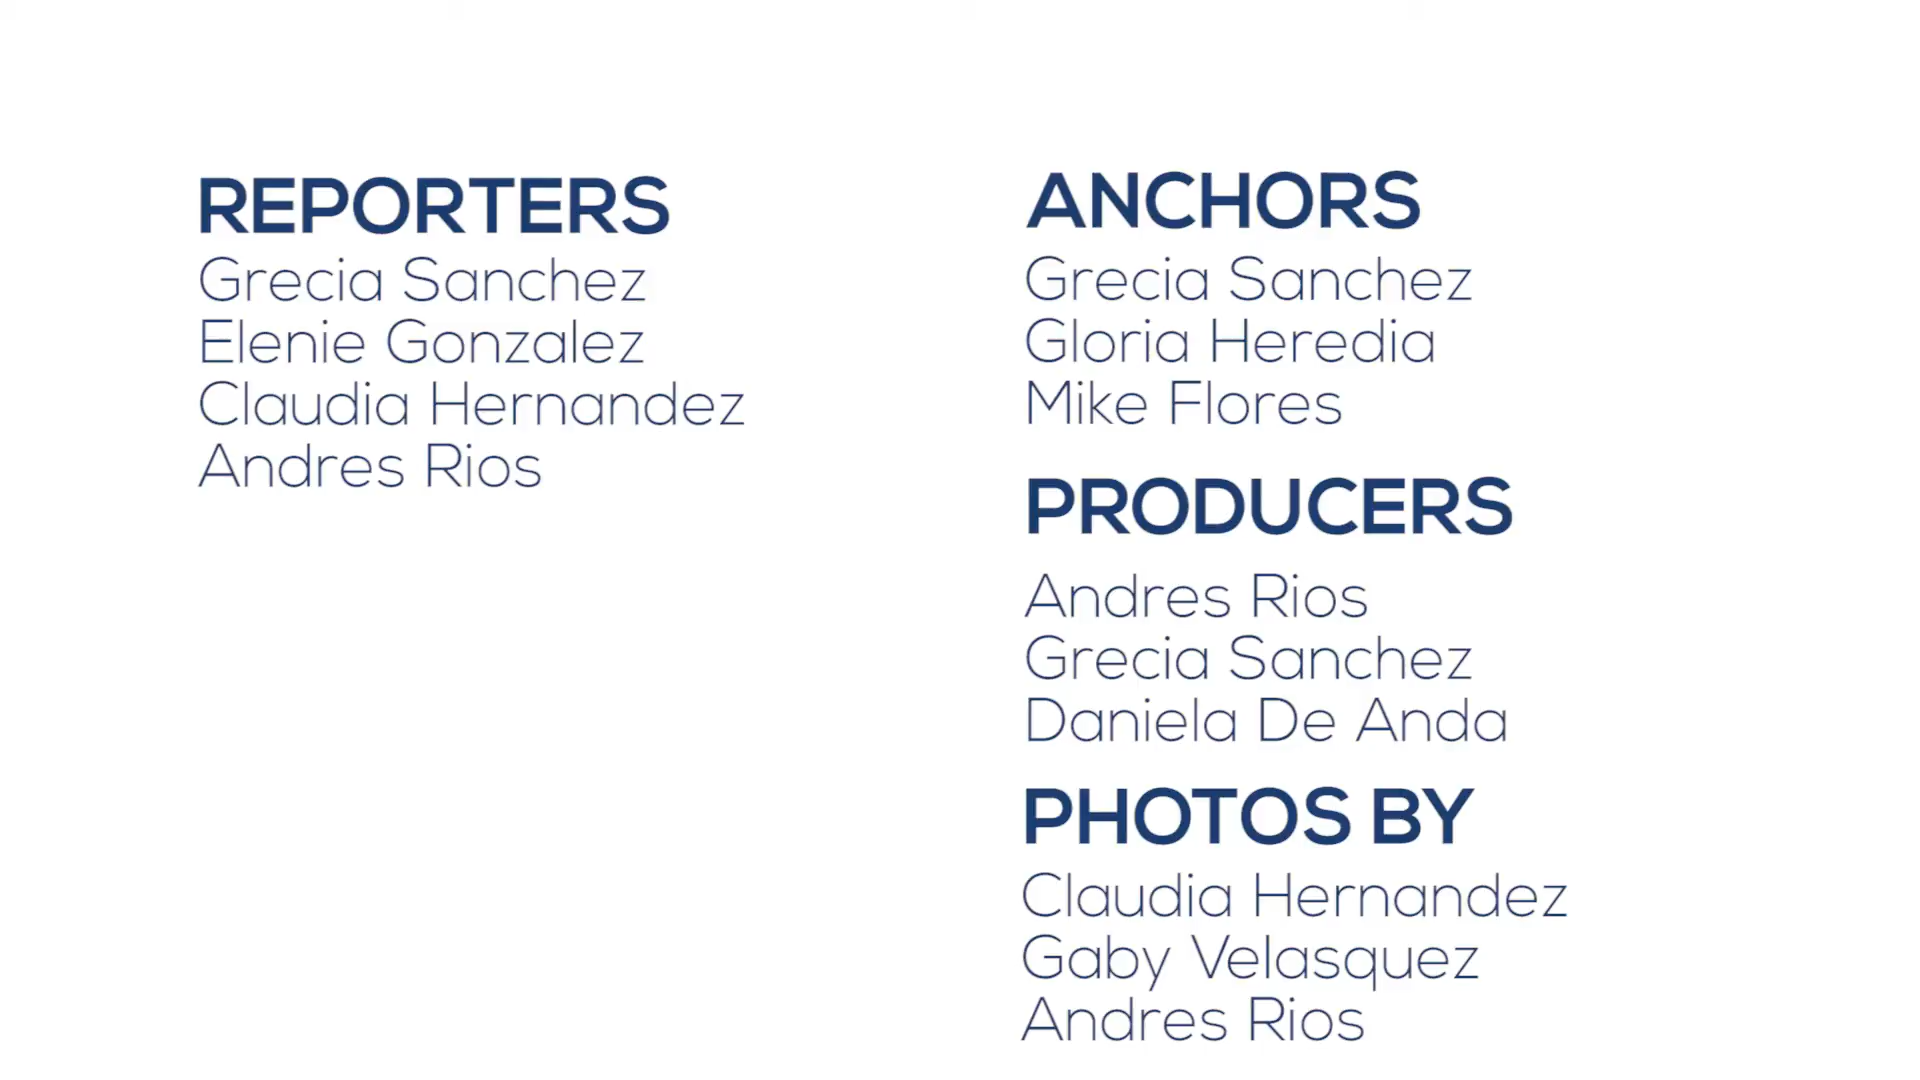 REPORTERS
Grecia Sanchez
Elenie Gonzalez
Claudia Hernandez
Andres Rios
ANCHORS
Grecia Sanchez
Gloria Heredia
Mike Flores
PRODUCERS
Andres Rios
Grecia Sanchez
Daniela De Anda
PHOTOS BY
Claudia Hernandez
Gaby Velasquez
Andres Rios